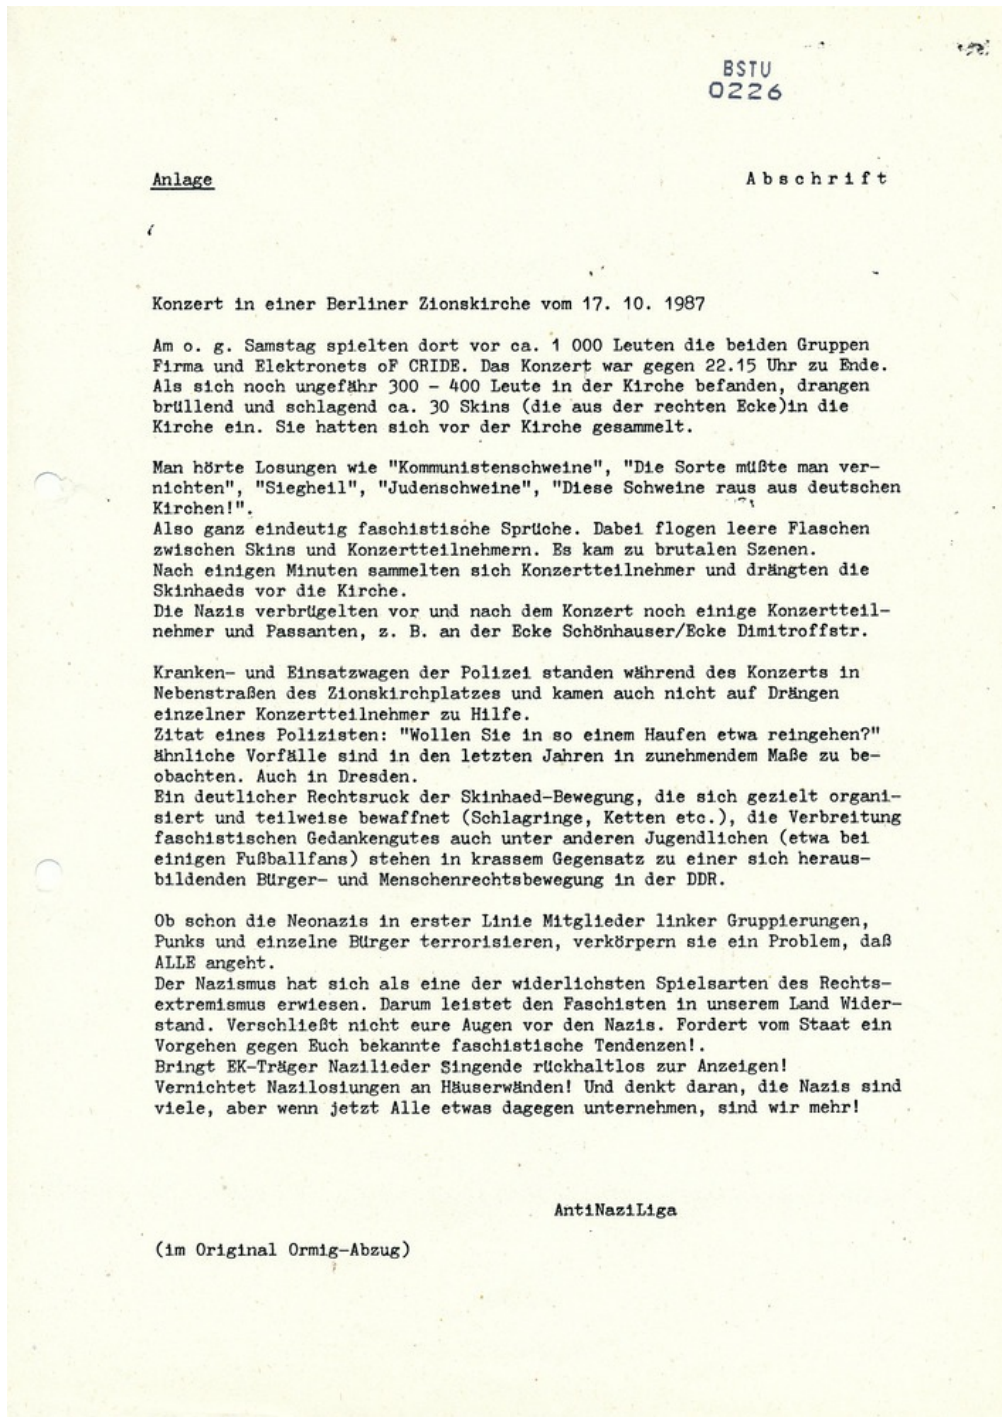 BSTU
0226
Anlage
Abschrift
Konzert in einer Berliner Zionskirche vom 17. 10. 1987
Am o. g. Samstag spielten dort vor ca. 1 000 Leuten die beiden Gruppen
Firma und Elektronets oF CRIDE. Das Konzert war gegen 22.15 Uhr zu Ende.
Als sich noch ungefähr 300 - 400 Leute in der Kirche befanden, drangen
brüllend und schlagend ca. 30 Skins (die aus der rechten Ecke)in die
Kirche ein. Sie hatten sich vor der Kirche gesammelt.
Man hörte Losungen wie "Kommunistenschweine", "Die Sorte müßte man ver-
nichten", "Siegheil", "Judenschweine", "Diese Schweine raus aus deutschen
Kirchen!".
Also ganz eindeutig faschistische Sprüche. Dabei flogen leere Flaschen
zwischen Skins und Konzertteilnehmern. Es kam zu brutalen Szenen.
Nach einigen Minuten sammelten sich Konzertteilnehmer und drängten die
Skinhaeds vor die Kirche.
Die Nazis verbrügelten vor und nach dem Konzert noch einige Konzertteil-
nehmer und Passanten, z. B. an der Ecke Schönhauser/Ecke Dimitroffstr.
Kranken- und Einsatzwagen der Polizei standen während des Konzerts in
Nebenstraßen des Zionskirchplatzes und kamen auch nicht auf Drängen
einzelner Konzertteilnehmer zu Hilfe.
Zitat eines Polizisten: "Wollen Sie in so einem Haufen etwa reingehen?"
ähnliche Vorfälle sind in den letzten Jahren in zunehmendem Maße zu be-
obachten. Auch in Dresden.
Ein deutlicher Rechtsruck der Skinhaed-Bewegung, die sich gezielt organi-
siert und teilweise bewaffnet (Schlagringe, Ketten etc.), die Verbreitung
faschistischen Gedankengutes auch unter anderen Jugendlichen (etwa bei
einigen Fußballfans) stehen in krassem Gegensatz zu einer sich heraus-
bildenden Bürger- und Menschenrechtsbewegung in der DDR.
Ob schon die Neonazis in erster Linie Mitglieder linker Gruppierungen,
Punks und einzelne Bürger terrorisieren, verkörpern sie ein Problem, daß
ALLE angeht.
Der Nazismus hat sich als eine der widerlichsten Spielsarten des Rechts-
extremismus erwiesen. Darum leistet den Faschisten in unserem Land Wider-
stand. Verschließt nicht eure Augen vor den Nazis. Fordert vom Staat ein
Vorgehen gegen Euch bekannte faschistische Tendenzen!.
Bringt EK-Träger Nazilieder Singende rückhaltlos zur Anzeigen!
Vernichtet Nazilosiungen an Häuserwänden! Und denkt daran, die Nazis sind
viele, aber wenn jetzt Alle etwas dagegen unternehmen, sind wir mehr!
AntiNaziLiga
(im Original Ormig-Abzug)